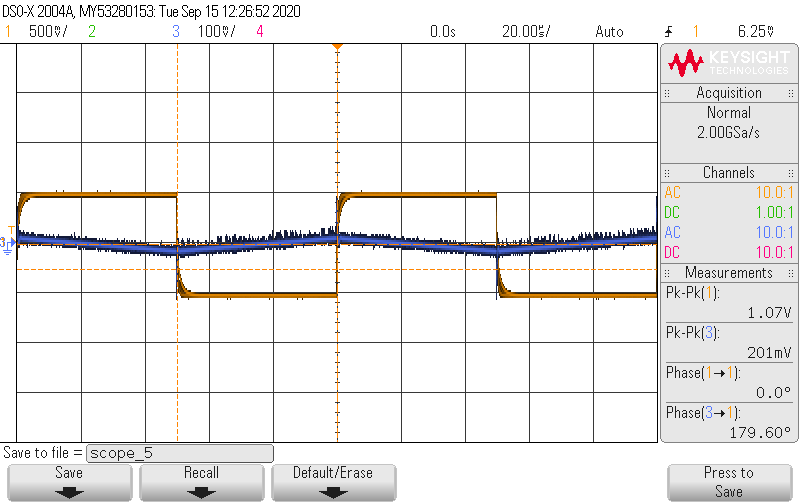 DSO-X 2004A, MY53280153: Tue Sep 15 12:26:52 2020
1 500mV/ 2 3 100mV/ 4 0.0s 20.00s/ Auto 1 6.25V
KEYSIGHT
TECHNOLOGIES
Acquisition
Normal
2.00GSa/s
Channels
AC 10.0:1
DC 1.00:1
AC 10.0:1
DC 10.0:1
Measurements
Pk-Pk(1):
1.07V
Pk-Pk(3):
201mV
Phase(1→1):
0.0°
Phase(3→1):
179.60°
T
3
Save to file = scope_5
Save Recall Default/Erase Press to
Save